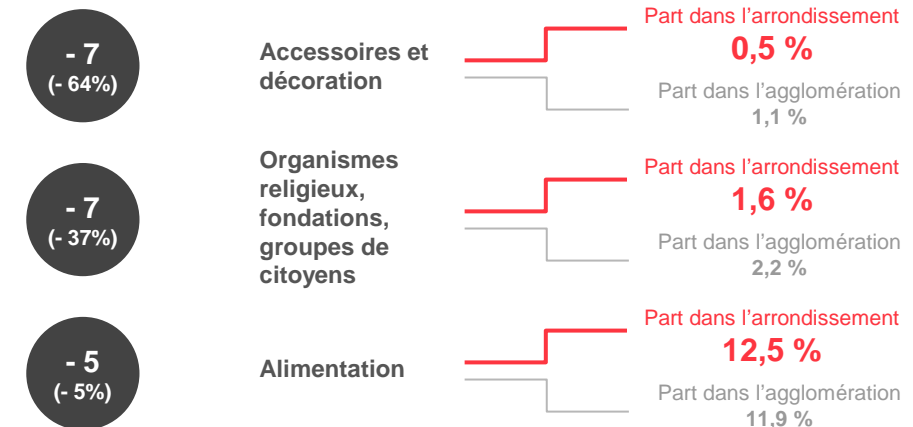 - 7
(- 64%)
Accessoires et
décoration
Part dans l'arrondissement
0,5 %
Part dans l'agglomération
1,1 %
- 7
(- 37%)
Organismes
religieux,
fondations,
groupes de
citoyens
Part dans l'arrondissement
1,6 %
Part dans l'agglomération
2,2 %
- 5
(- 5%)
Alimentation
Part dans l'arrondissement
12,5 %
Part dans l'agglomération
11,9 %